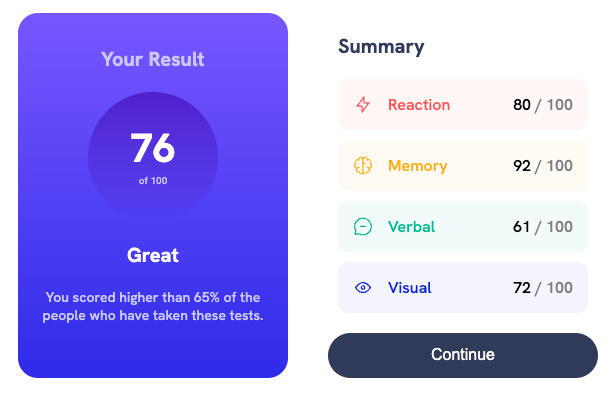 Your Result
76
of 100
Great
You scored higher than 65% of the
people who have taken these tests.
Summary
Reaction 80 / 100
Memory 92 / 100
Verbal 61 / 100
Visual 72 / 100
Continue